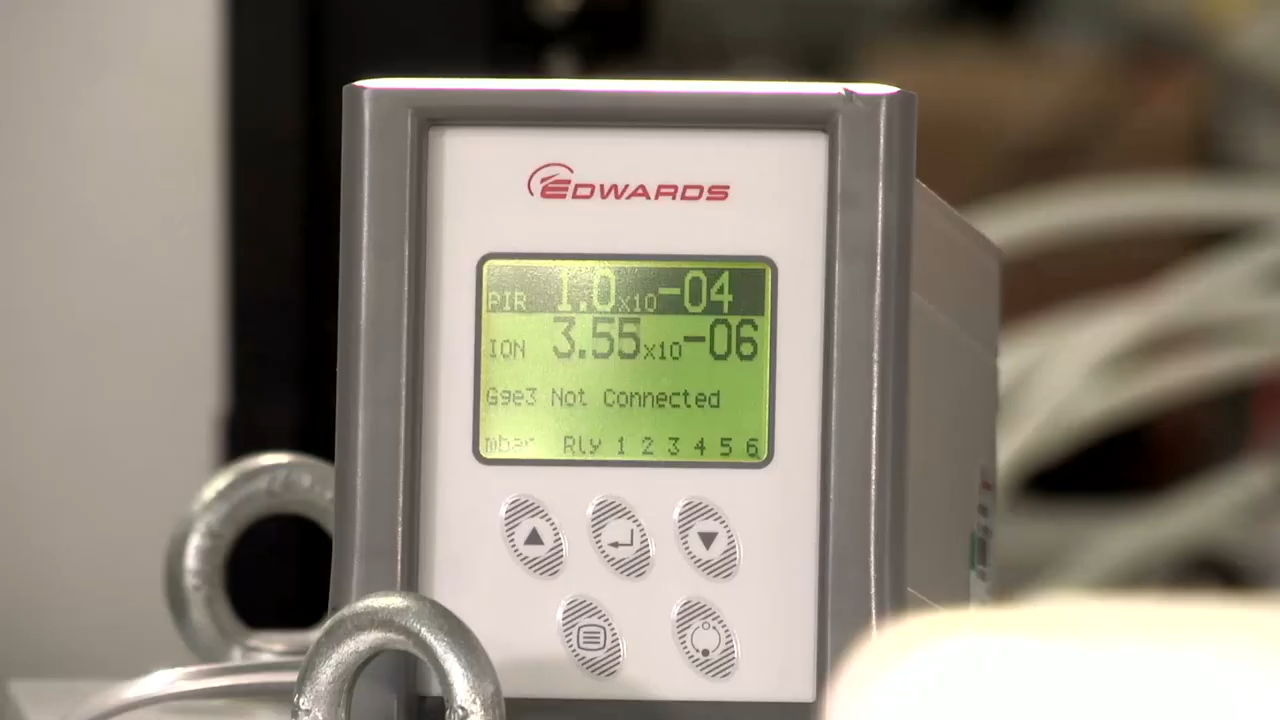 EDWARDS
PIR 1.0x10-04
ION 3.55x10-06
Gge3 Not Connected
mbar Rly 1 2 3 4 5 6